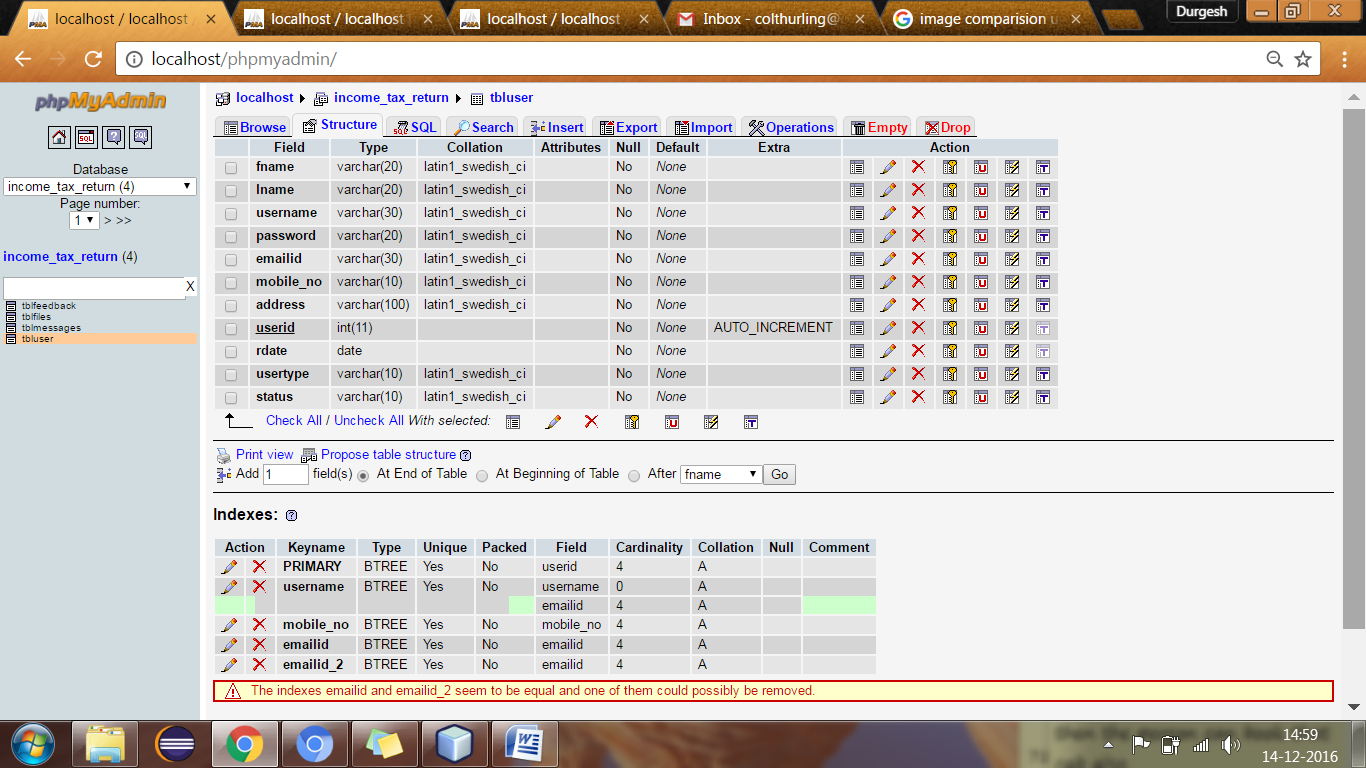 localhost / localhost
localhost / localhost
localhost / localhost
Inbox - colthurling@
image comparision u
Durgesh
localhost/phpmyadmin/
phpMyAdmin
SQL
Database
income_tax_return (4)
Page number:
1 > >>
income_tax_return (4)
X
tblfeedback
tblfiles
tblmessages
tbluser
localhost income_tax_return tbluser
Browse Structure SQL Search Insert Export Import Operations Empty Drop
Field Type Collation Attributes Null Default Extra Action
fname varchar(20) latin1_swedish_ci No None
lname varchar(20) latin1_swedish_ci No None
username varchar(30) latin1_swedish_ci No None
password varchar(20) latin1_swedish_ci No None
emailid varchar(30) latin1_swedish_ci No None
mobile_no varchar(10) latin1_swedish_ci No None
address varchar(100) latin1_swedish_ci No None
userid int(11) No None AUTO_INCREMENT
rdate date No None
usertype varchar(10) latin1_swedish_ci No None
status varchar(10) latin1_swedish_ci No None
Check All / Uncheck All With selected:
Print view Propose table structure
Add 1 field(s) At End of Table At Beginning of Table After fname Go
Indexes:
Action Keyname Type Unique Packed Field Cardinality Collation Null Comment
PRIMARY BTREE Yes No userid 4 A
username BTREE Yes No username 0 A
emailid 4 A
mobile_no BTREE Yes No mobile_no 4 A
emailid BTREE Yes No emailid 4 A
emailid_2 BTREE Yes No emailid 4 A
The indexes emailid and emailid_2 seem to be equal and one of them could possibly be removed.
14:59
14-12-2016